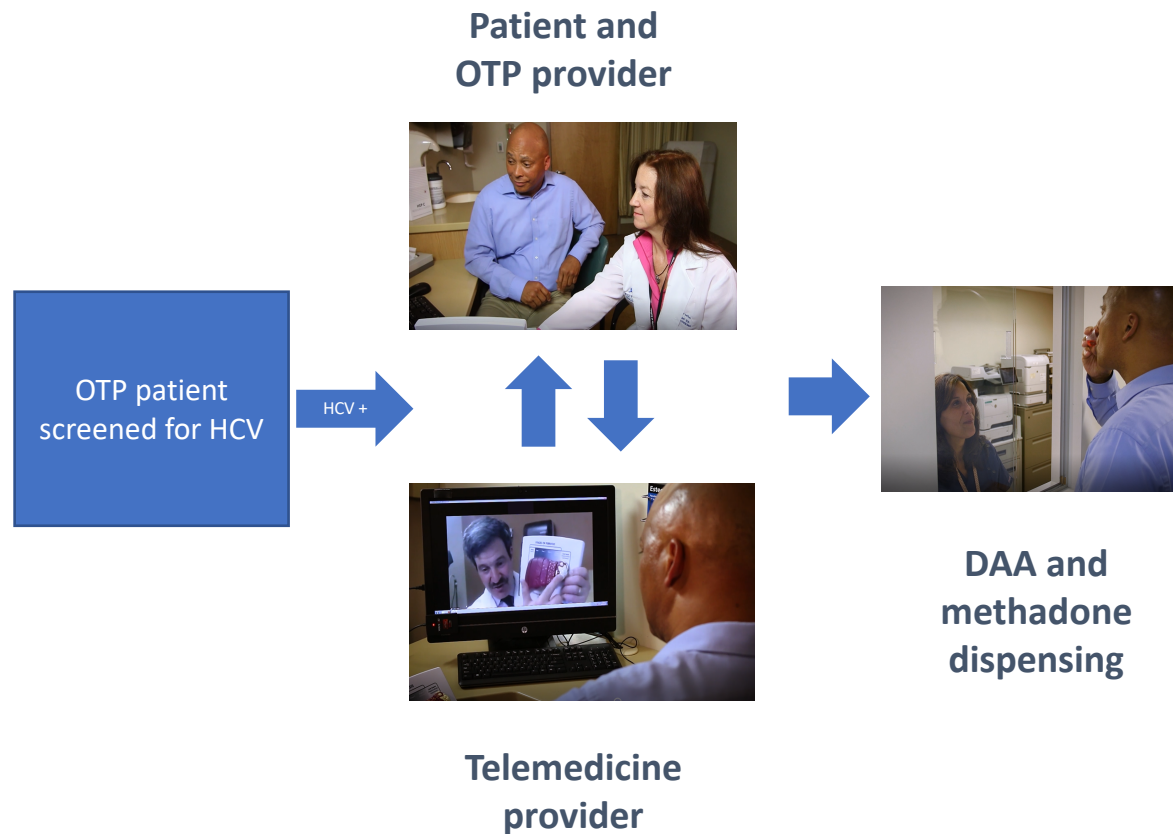 Patient and
OTP provider
OTP patient
screened for HCV
HCV +
DAA and
methadone
dispensing
Telemedicine
provider